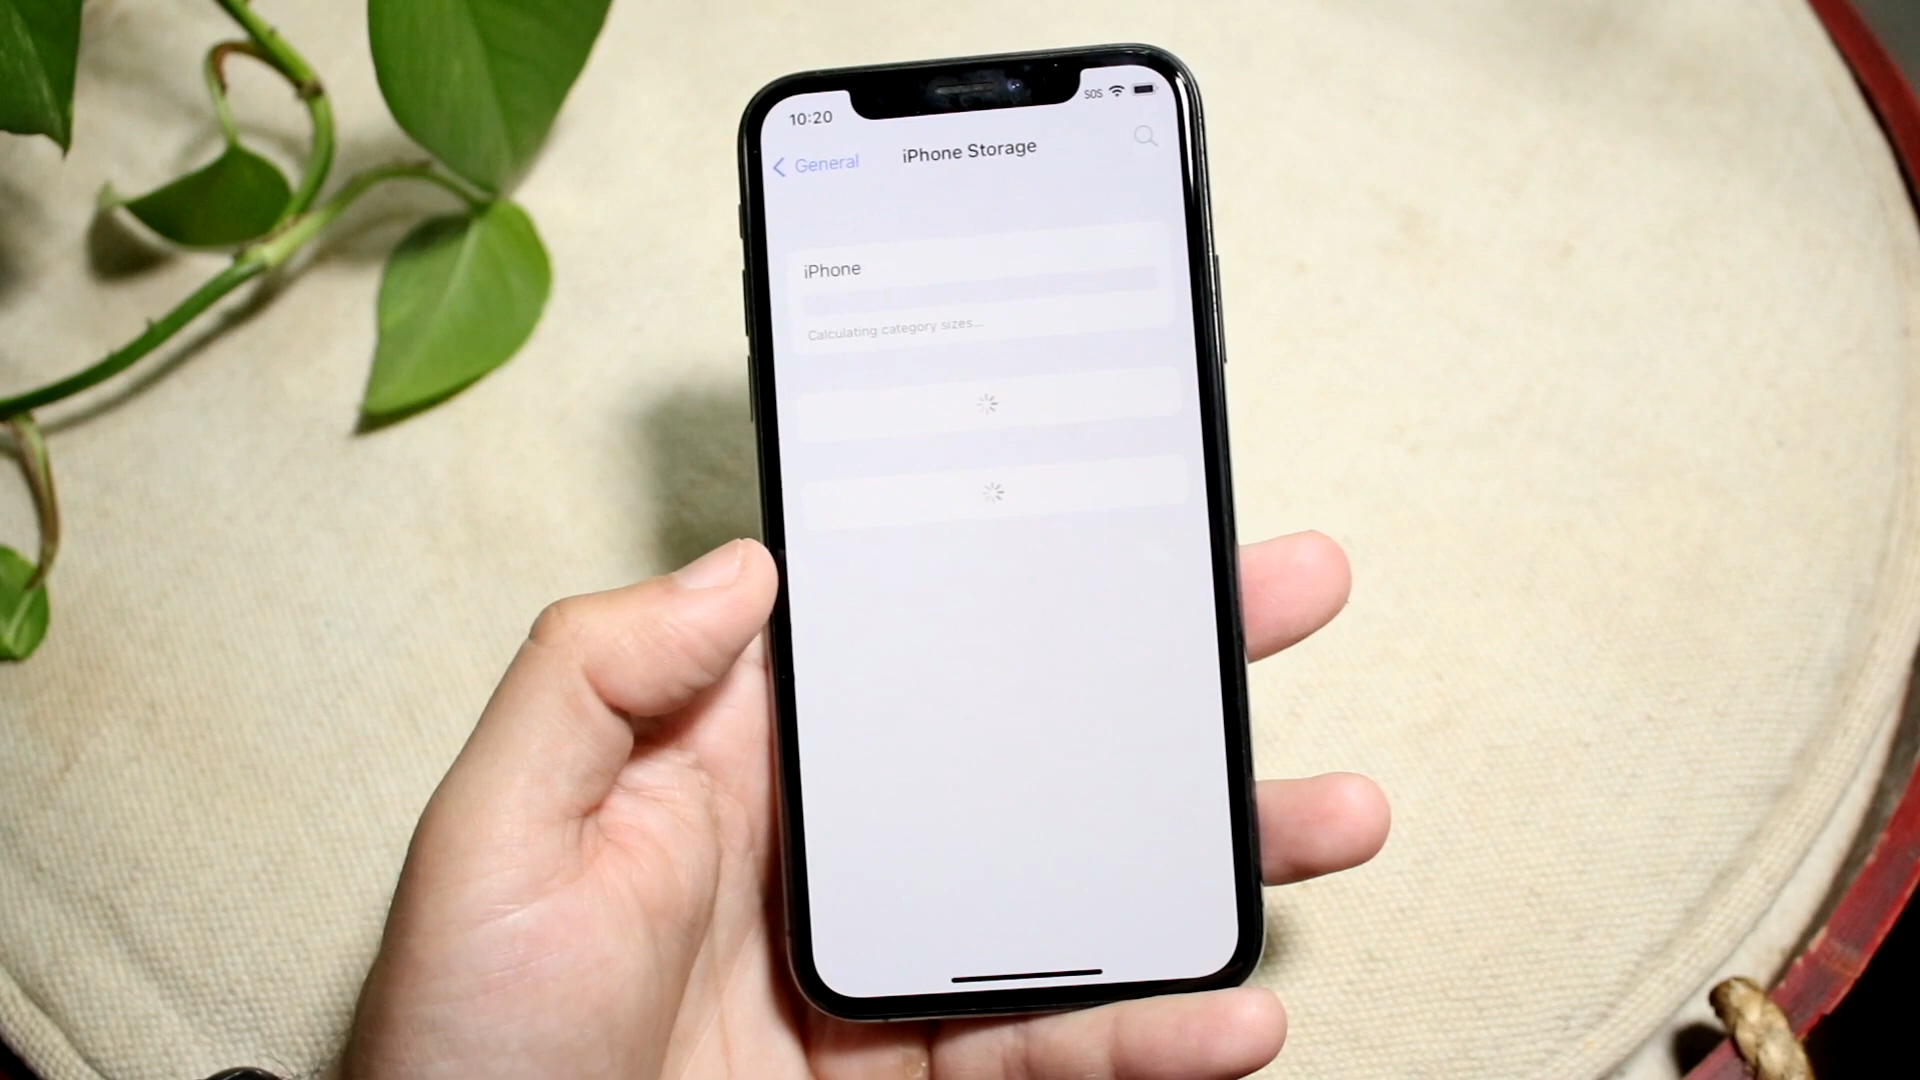 10:20
SOS
General
iPhone Storage
iPhone
Calculating category sizes...